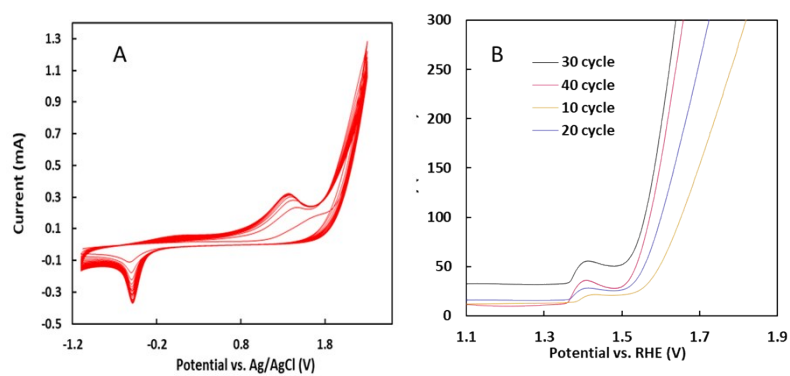 A
1.3
1.1
0.9
0.7
0.5
0.3
0.1
-0.1
-0.3
-0.5
Current (mA)
-1.2 -0.2 0.8 1.8
Potential vs. Ag/AgCl (V)
B
300
250
200
150
100
50
0
30 cycle
40 cycle
10 cycle
20 cycle
1.1 1.3 1.5 1.7 1.9
Potential vs. RHE (V)